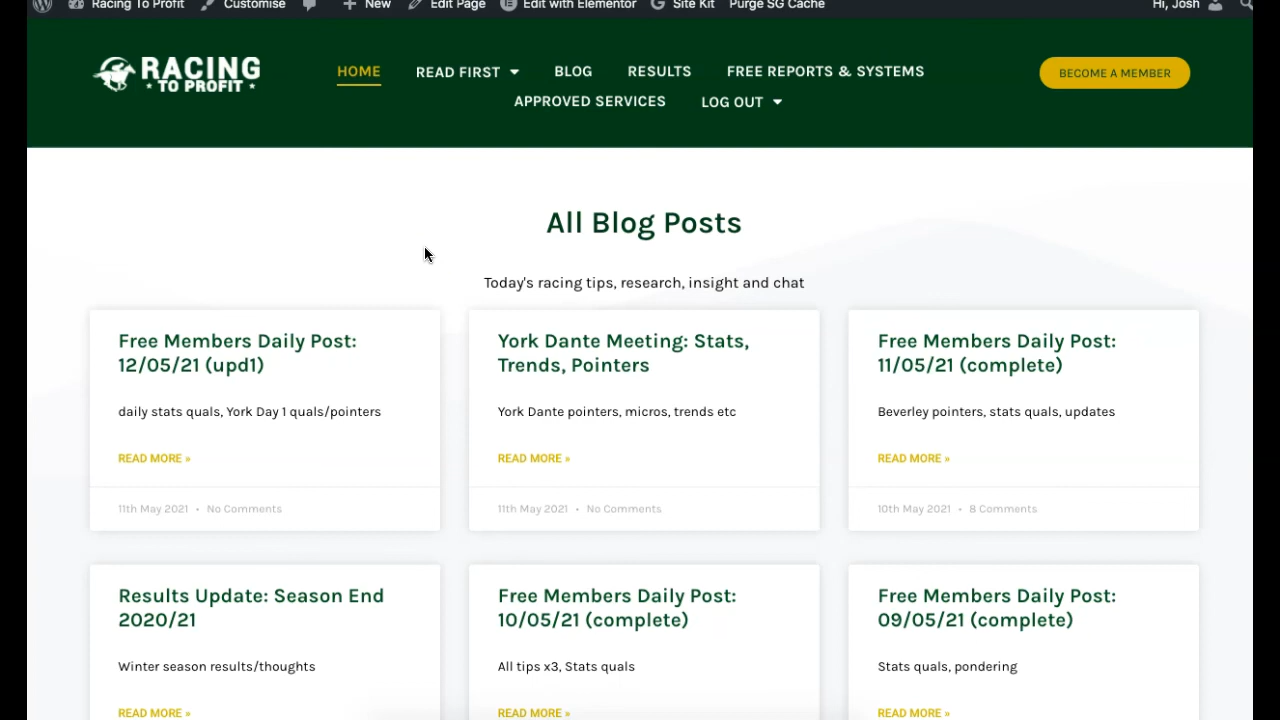 Racing To Profit Customise New Edit Page Edit with Elementor Site Kit Purge SG Cache Hi, Josh
RACING
TO PROFIT
HOME READ FIRST BLOG RESULTS FREE REPORTS & SYSTEMS
APPROVED SERVICES LOG OUT
BECOME A MEMBER
All Blog Posts
Today's racing tips, research, insight and chat
Free Members Daily Post:
12/05/21 (upd1)
daily stats quals, York Day 1 quals/pointers
READ MORE »
11th May 2021 • No Comments
York Dante Meeting: Stats,
Trends, Pointers
York Dante pointers, micros, trends etc
READ MORE »
11th May 2021 • No Comments
Free Members Daily Post:
11/05/21 (complete)
Beverley pointers, stats quals, updates
READ MORE »
10th May 2021 • 8 Comments
Results Update: Season End
2020/21
Winter season results/thoughts
READ MORE »
Free Members Daily Post:
10/05/21 (complete)
All tips x3, Stats quals
READ MORE »
Free Members Daily Post:
09/05/21 (complete)
Stats quals, pondering
READ MORE »